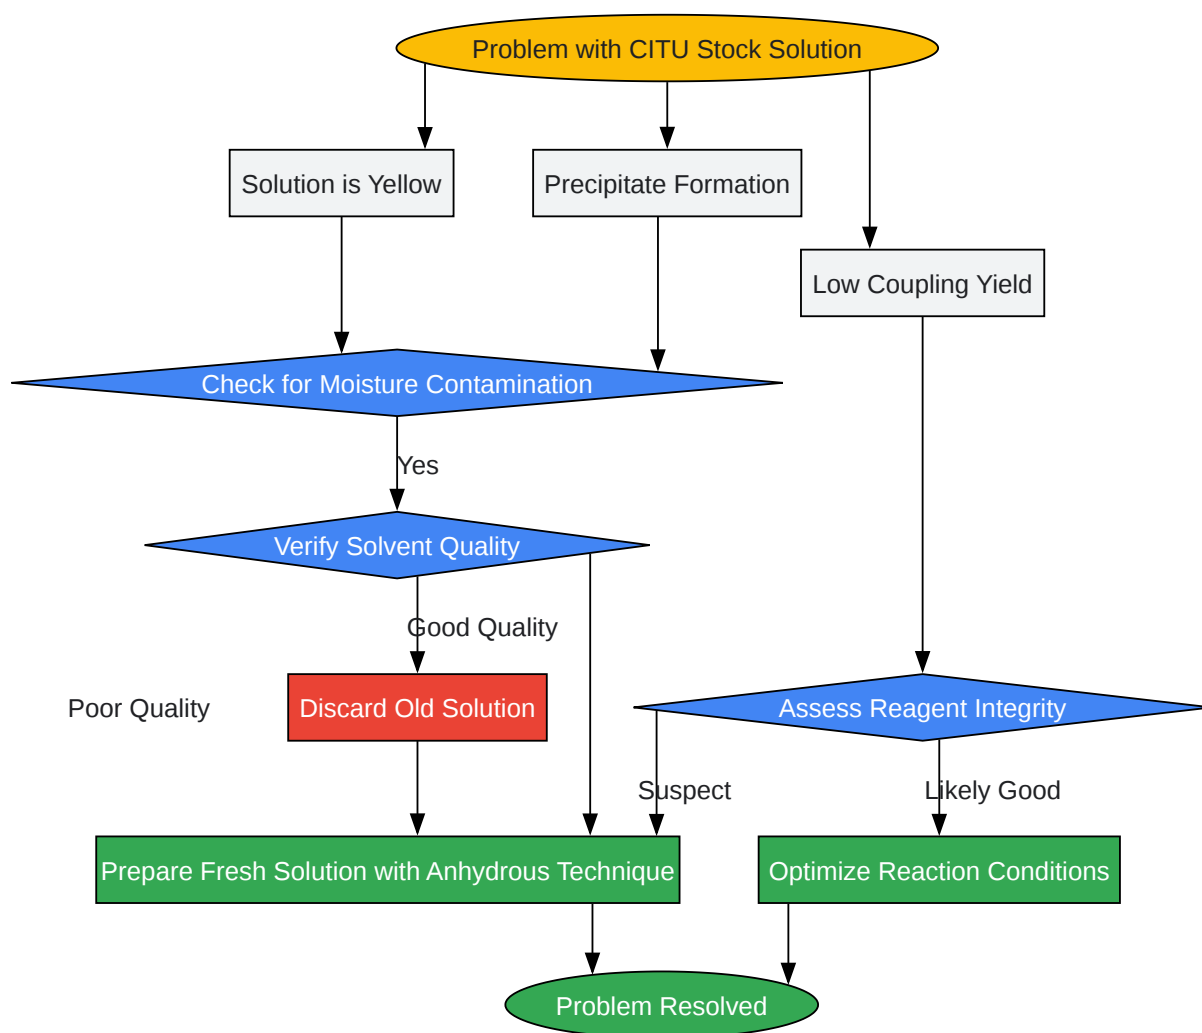 Problem with CITU Stock Solution
Solution is Yellow
Precipitate Formation
Low Coupling Yield
Check for Moisture Contamination
Yes
Verify Solvent Quality
Good Quality
Poor Quality
Discard Old Solution
Assess Reagent Integrity
Suspect
Likely Good
Prepare Fresh Solution with Anhydrous Technique
Optimize Reaction Conditions
Problem Resolved